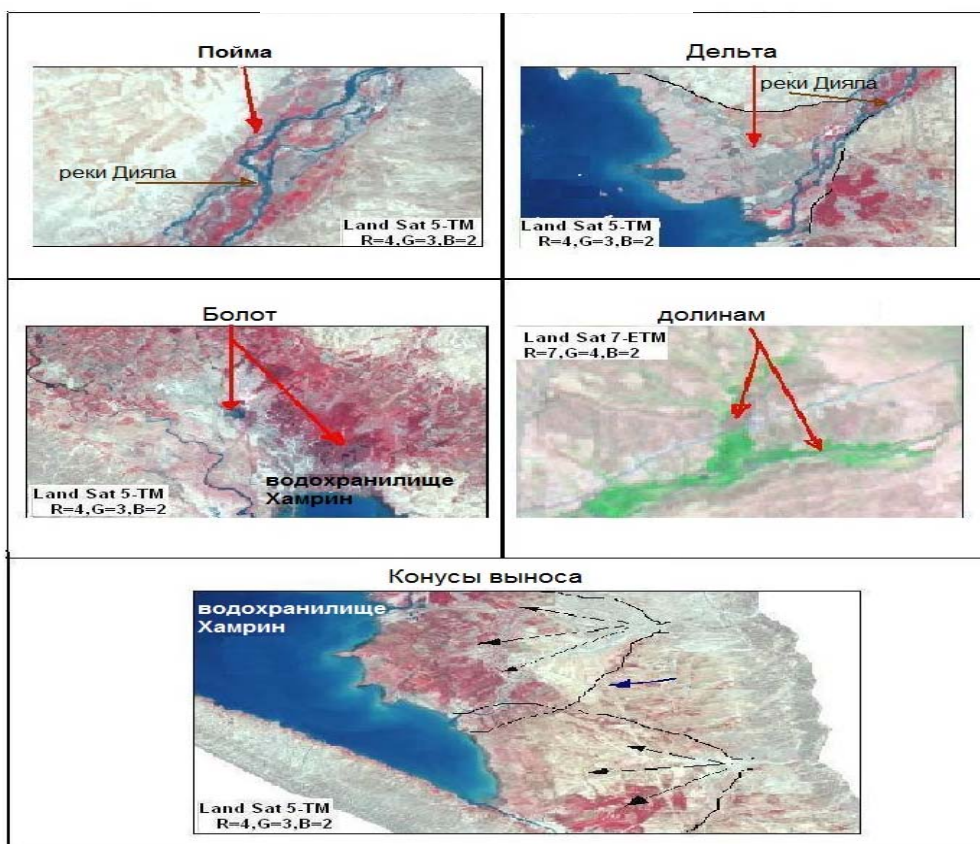 Пойма
реки Дияла
Land Sat 5-TM
R=4,G=3,B=2
Дельта
реки Дияла
Land Sat 5-TM
R=4,G=3,B=2
Болот
водохранилище
Хамрин
Land Sat 5-TM
R=4,G=3,B=2
долинам
Land Sat 7-ETM
R=7,G=4,B=2
Конусы выноса
водохранилище
Хамрин
Land Sat 5-TM
R=4,G=3,B=2